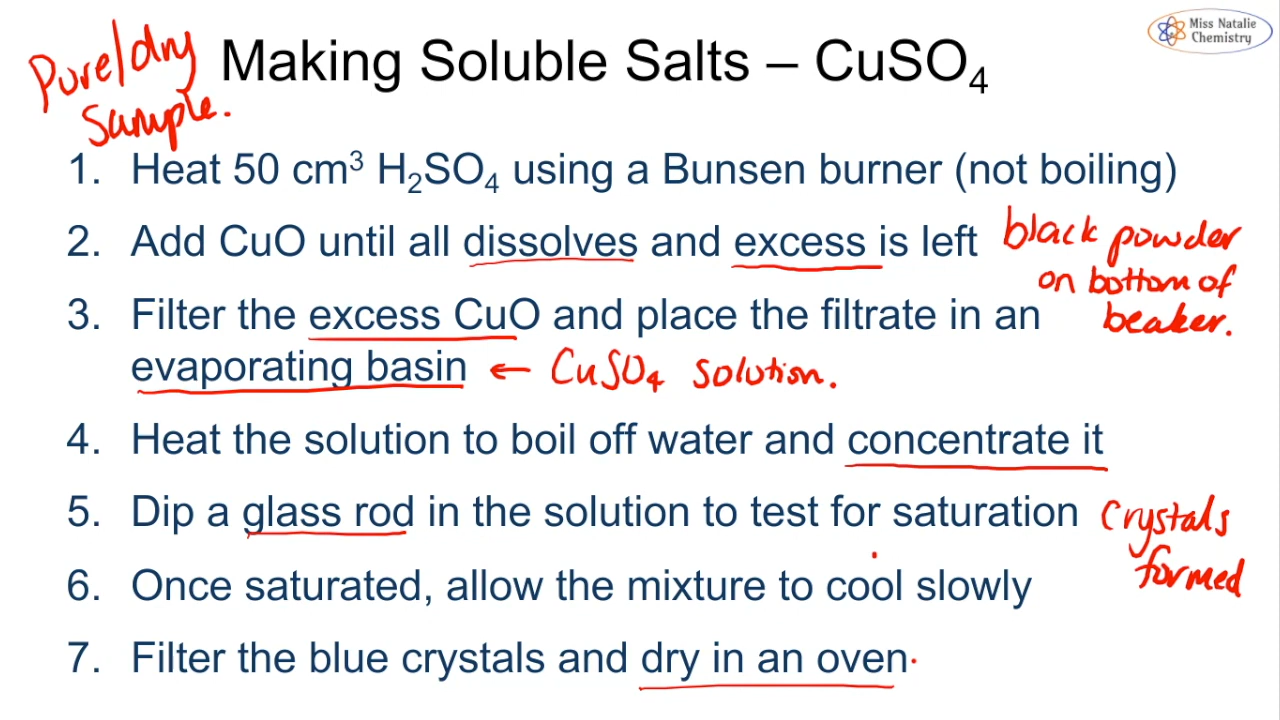 Miss Natalie
Chemistry
Pure/dry
sample.
Making Soluble Salts – CuSO₄
1. Heat 50 cm³ H₂SO₄ using a Bunsen burner (not boiling)
2. Add CuO until all dissolves and excess is left
black powder
on bottom of
beaker.
3. Filter the excess CuO and place the filtrate in an
evaporating basin ← CuSO₄ solution.
4. Heat the solution to boil off water and concentrate it
5. Dip a glass rod in the solution to test for saturation
crystals
formed
6. Once saturated, allow the mixture to cool slowly
7. Filter the blue crystals and dry in an oven